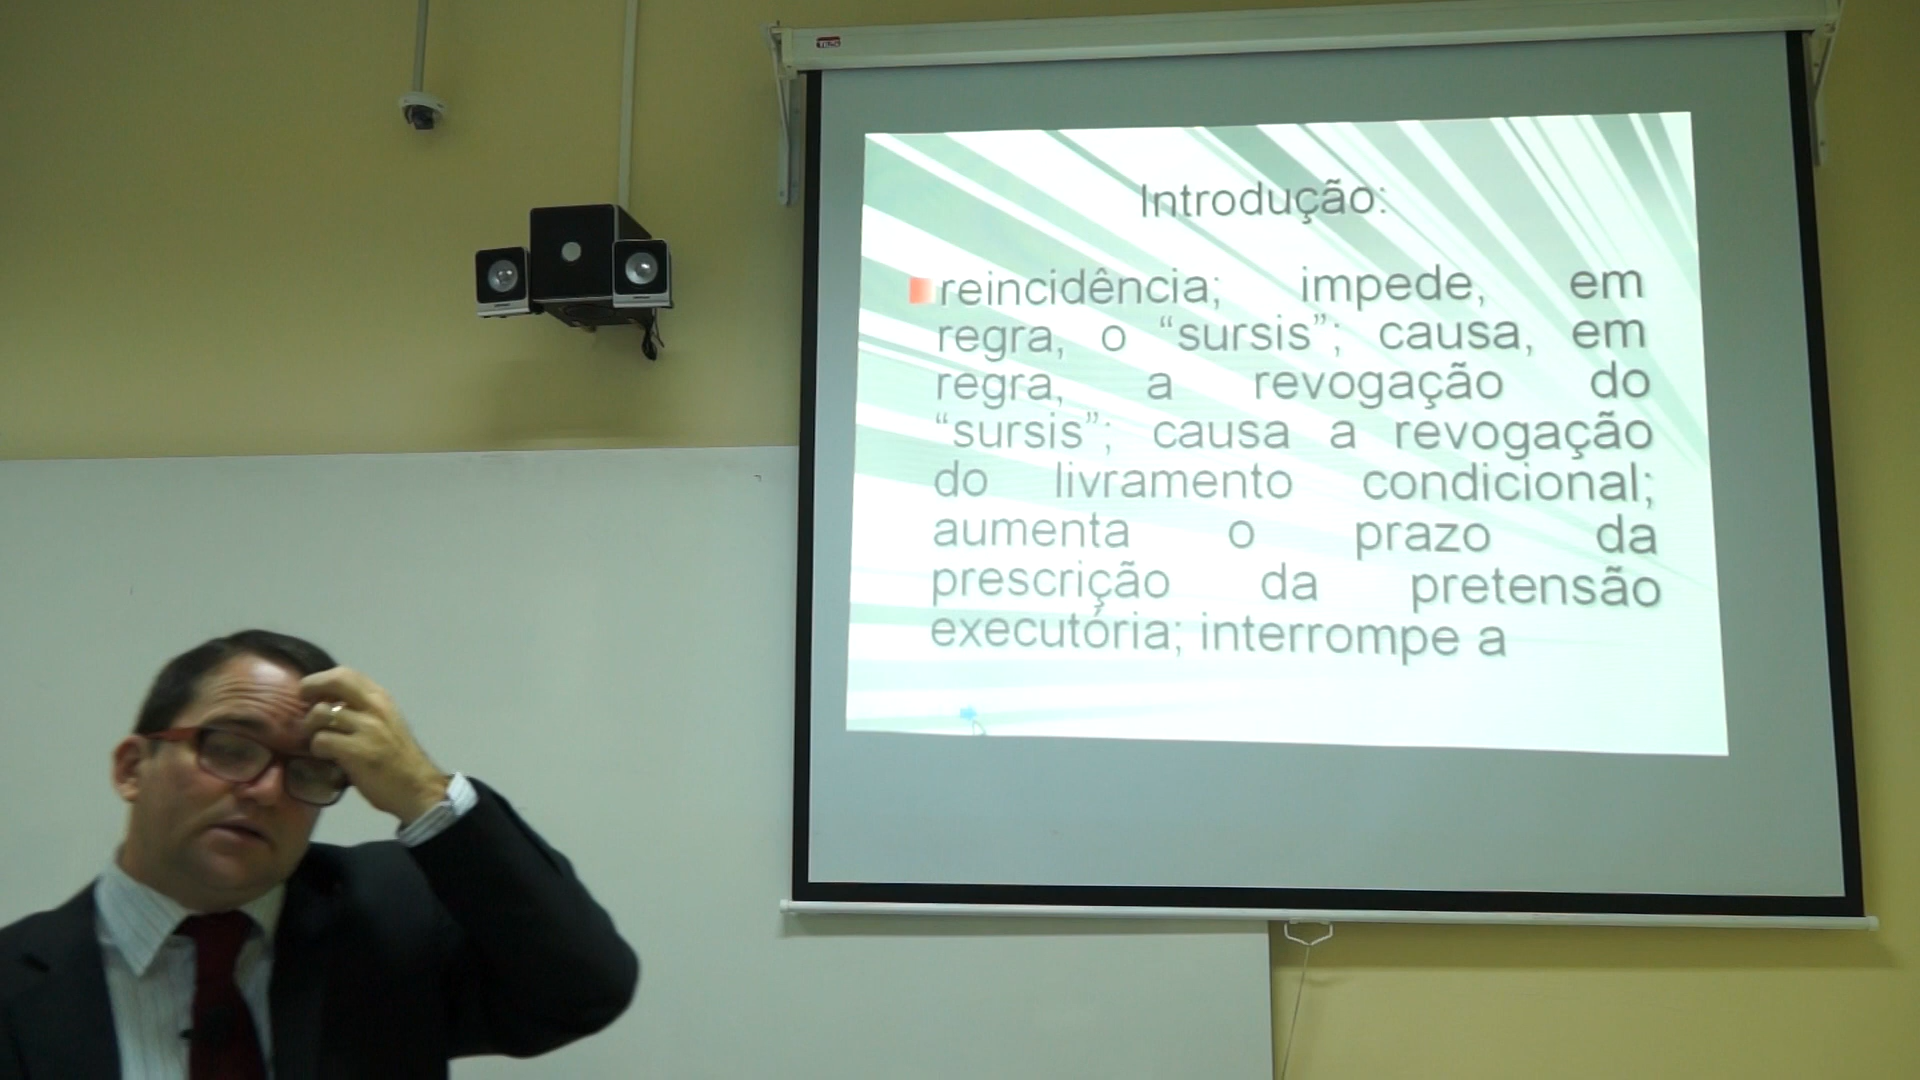 Introdução:
reincidência; impede, em
regra, o “sursis”; causa, em
regra, a revogação do
“sursis”; causa a revogação
do livramento condicional;
aumenta o prazo da
prescrição da pretensão
executória; interrompe a